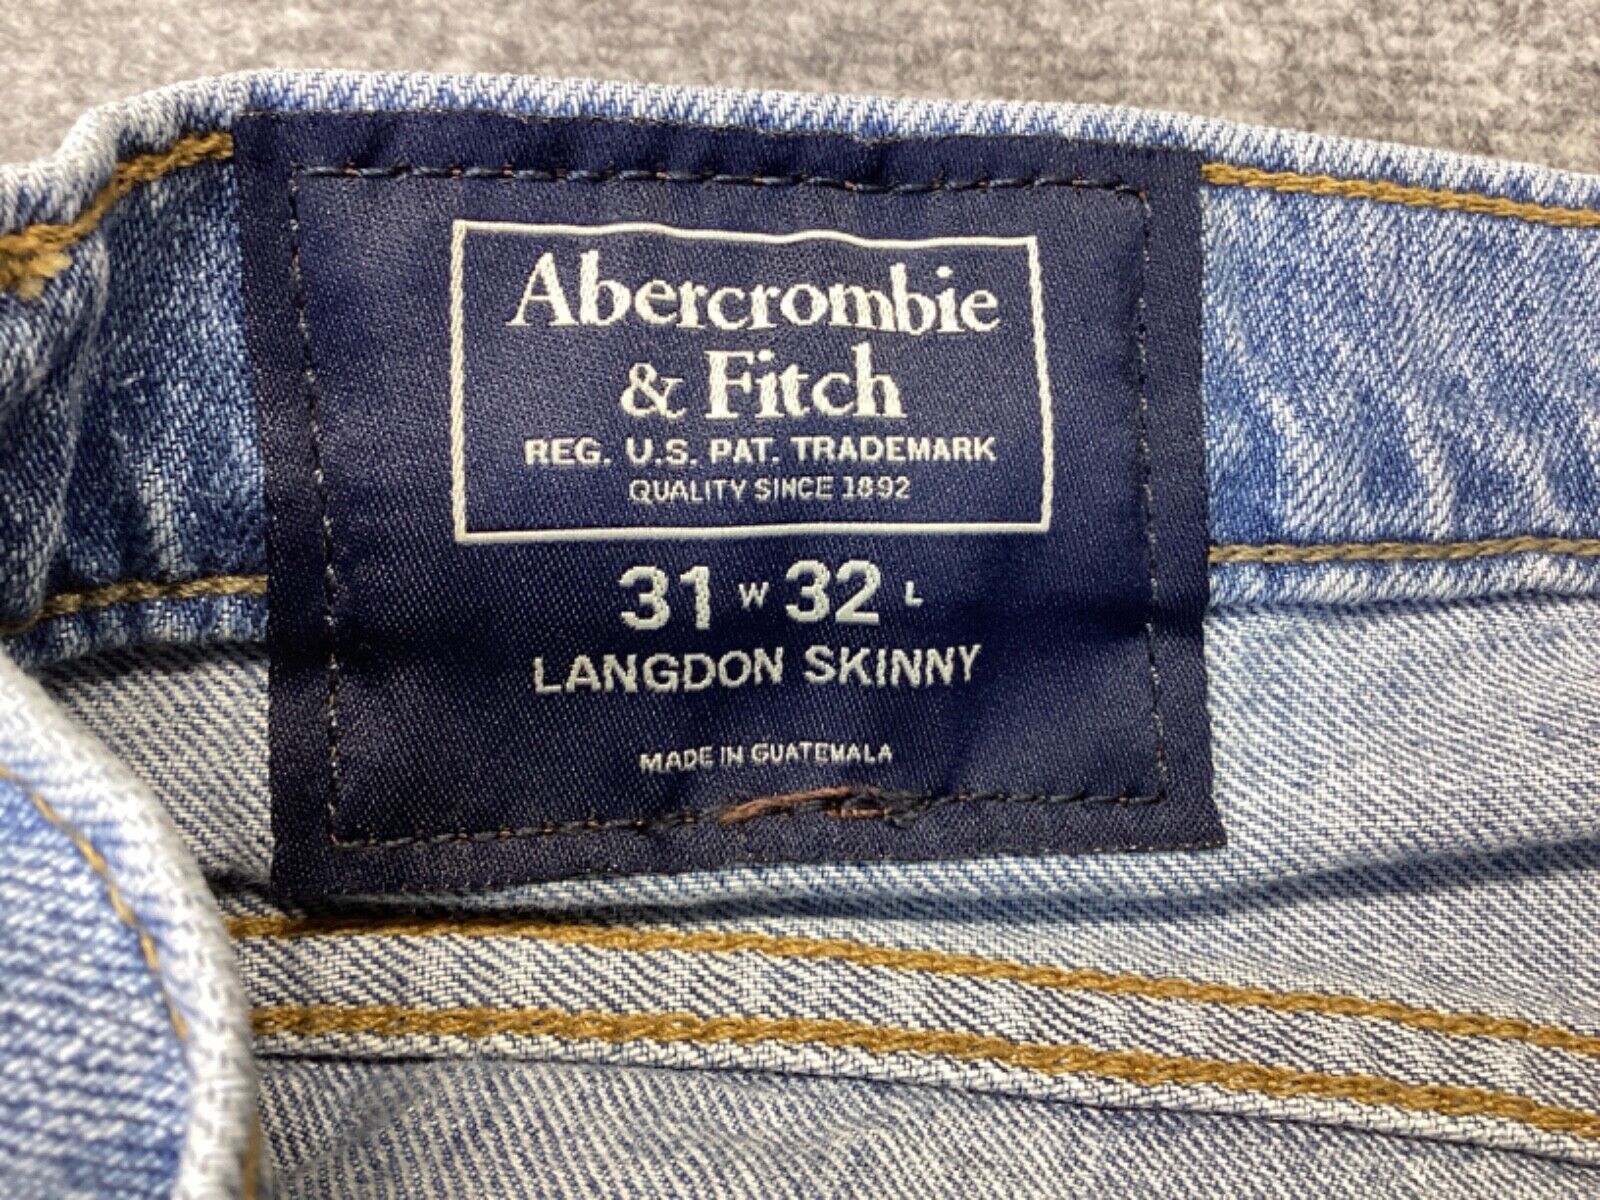 Abercrombie
& Fitch
REG. U.S. PAT. TRADEMARK
QUALITY SINCE 1892
31 W 32 L
LANGDON SKINNY
MADE IN GUATEMALA